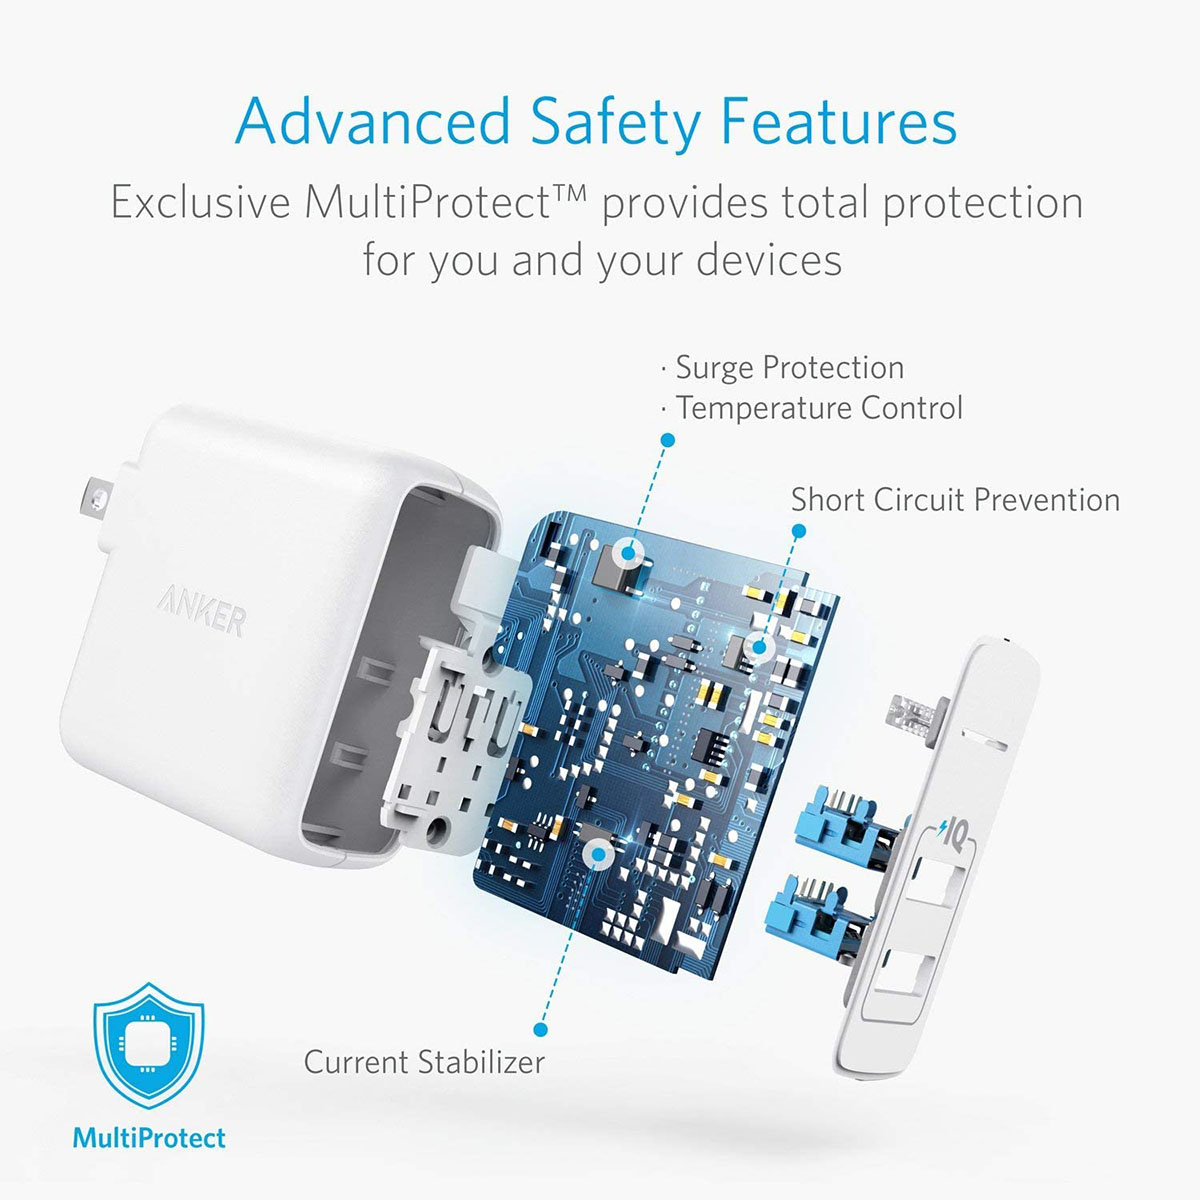 Advanced Safety Features
Exclusive MultiProtect™ provides total protection
for you and your devices
· Surge Protection
· Temperature Control
Short Circuit Prevention
ANKER
IQ
Current Stabilizer
MultiProtect